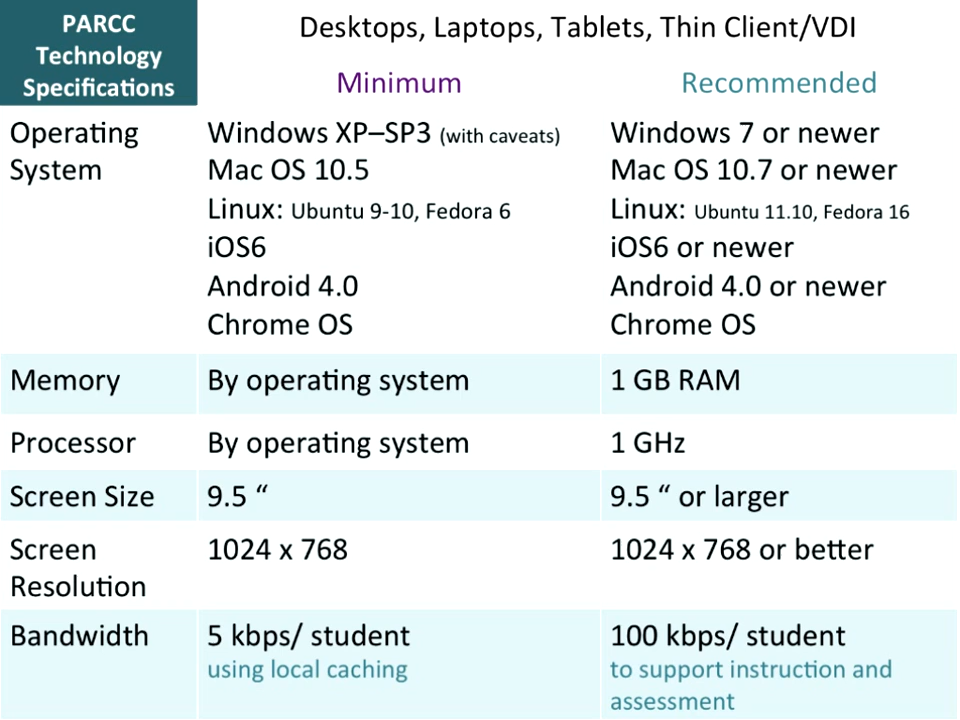 PARCC
Technology
Specifications
Desktops, Laptops, Tablets, Thin Client/VDI
Minimum
Recommended
Operating
System
Windows XP–SP3 (with caveats)
Mac OS 10.5
Linux: Ubuntu 9-10, Fedora 6
iOS6
Android 4.0
Chrome OS
Windows 7 or newer
Mac OS 10.7 or newer
Linux: Ubuntu 11.10, Fedora 16
iOS6 or newer
Android 4.0 or newer
Chrome OS
Memory
By operating system
1 GB RAM
Processor
By operating system
1 GHz
Screen Size
9.5 “
9.5 “ or larger
Screen
Resolution
1024 x 768
1024 x 768 or better
Bandwidth
5 kbps/ student
using local caching
100 kbps/ student
to support instruction and
assessment